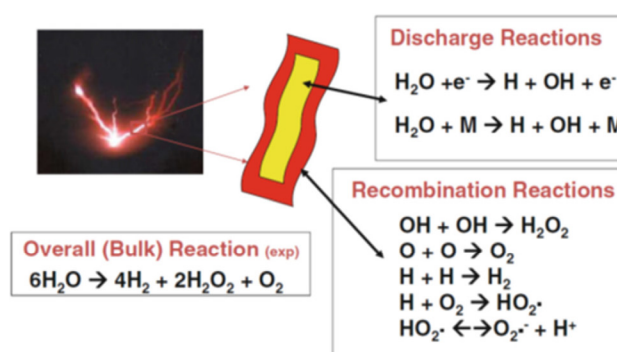 Discharge Reactions
H₂O +e⁻ → H + OH + e⁻
H₂O + M → H + OH + M
Recombination Reactions
OH + OH → H₂O₂
O + O → O₂
H + H → H₂
H + O₂ → HO₂•
HO₂• ←→O₂•⁻ + H⁺
Overall (Bulk) Reaction (exp)
6H₂O → 4H₂ + 2H₂O₂ + O₂